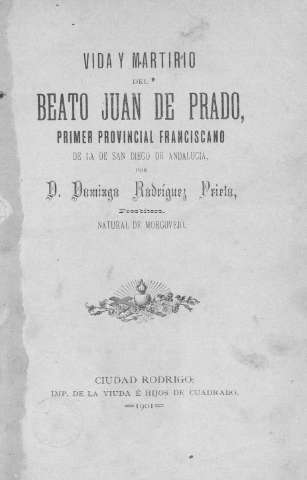 VIDA Y MARTIRIO
DEL
BEATO JUAN DE PRADO,
PRIMER PROVINCIAL FRANCISCANO
DE LA DE SAN DIEGO DE ANDALUCIA,
POR
D. Domingo Rodríguez Prieto,
Presbítero,
NATURAL DE MORGOVEJO.
CIUDAD RODRIGO:
IMP. DE LA VIUDA É HIJOS DE CUADRADO.
1901